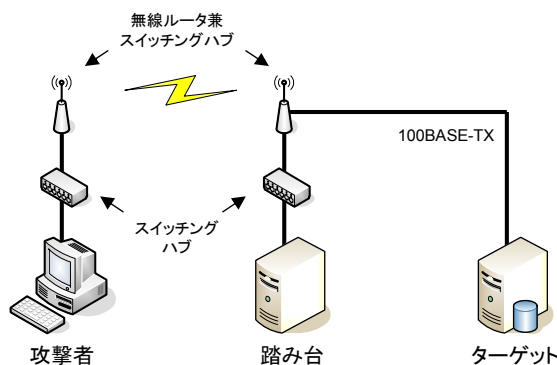 無線ルータ兼
スイッチングハブ
100BASE-TX
スイッチング
ハブ
攻撃者
踏み台
ターゲット